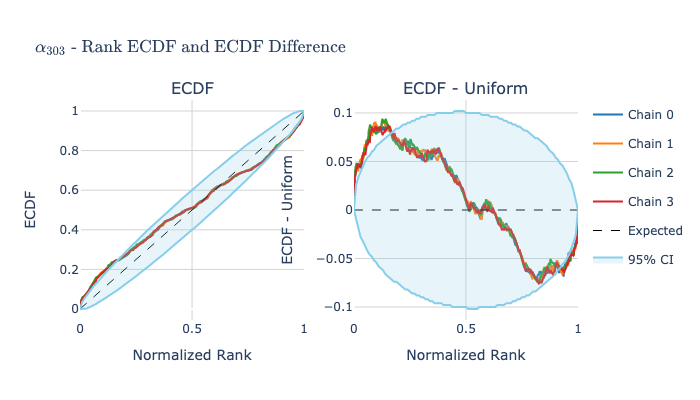 α₃₀₃ - Rank ECDF and ECDF Difference
ECDF
ECDF - Uniform
1
0.8
0.6
0.4
0.2
0
ECDF
0
0.5
1
Normalized Rank
0.1
0.05
0
−0.05
−0.1
ECDF - Uniform
0
0.5
1
Normalized Rank
Chain 0
Chain 1
Chain 2
Chain 3
Expected
95% CI